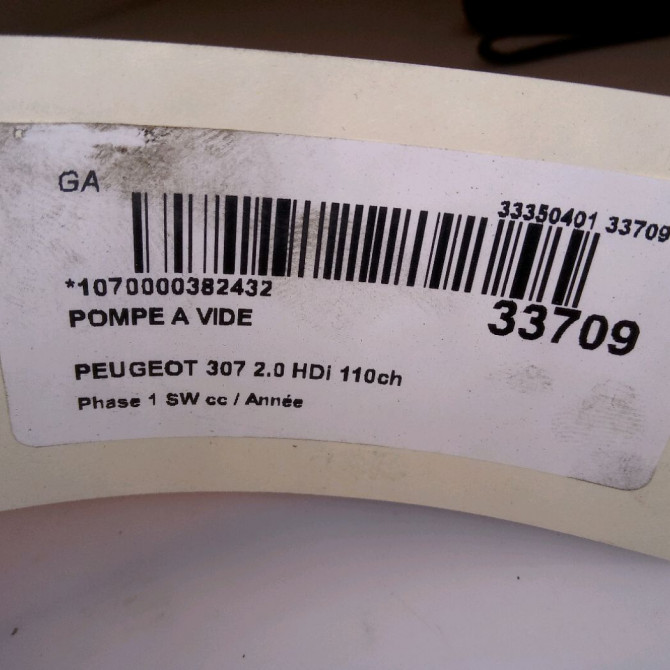 GA
33350401 33709
*1070000382432
33709
POMPE A VIDE
PEUGEOT 307 2.0 HDi 110ch
Phase 1 SW cc / Année